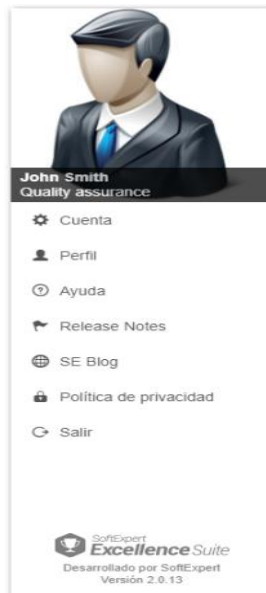 John Smith
Quality assurance
Cuenta
Perfil
Ayuda
Release Notes
SE Blog
Política de privacidad
Salir
SoftExpert
Excellence Suite
Desarrollado por SoftExpert
Versión 2.0.13